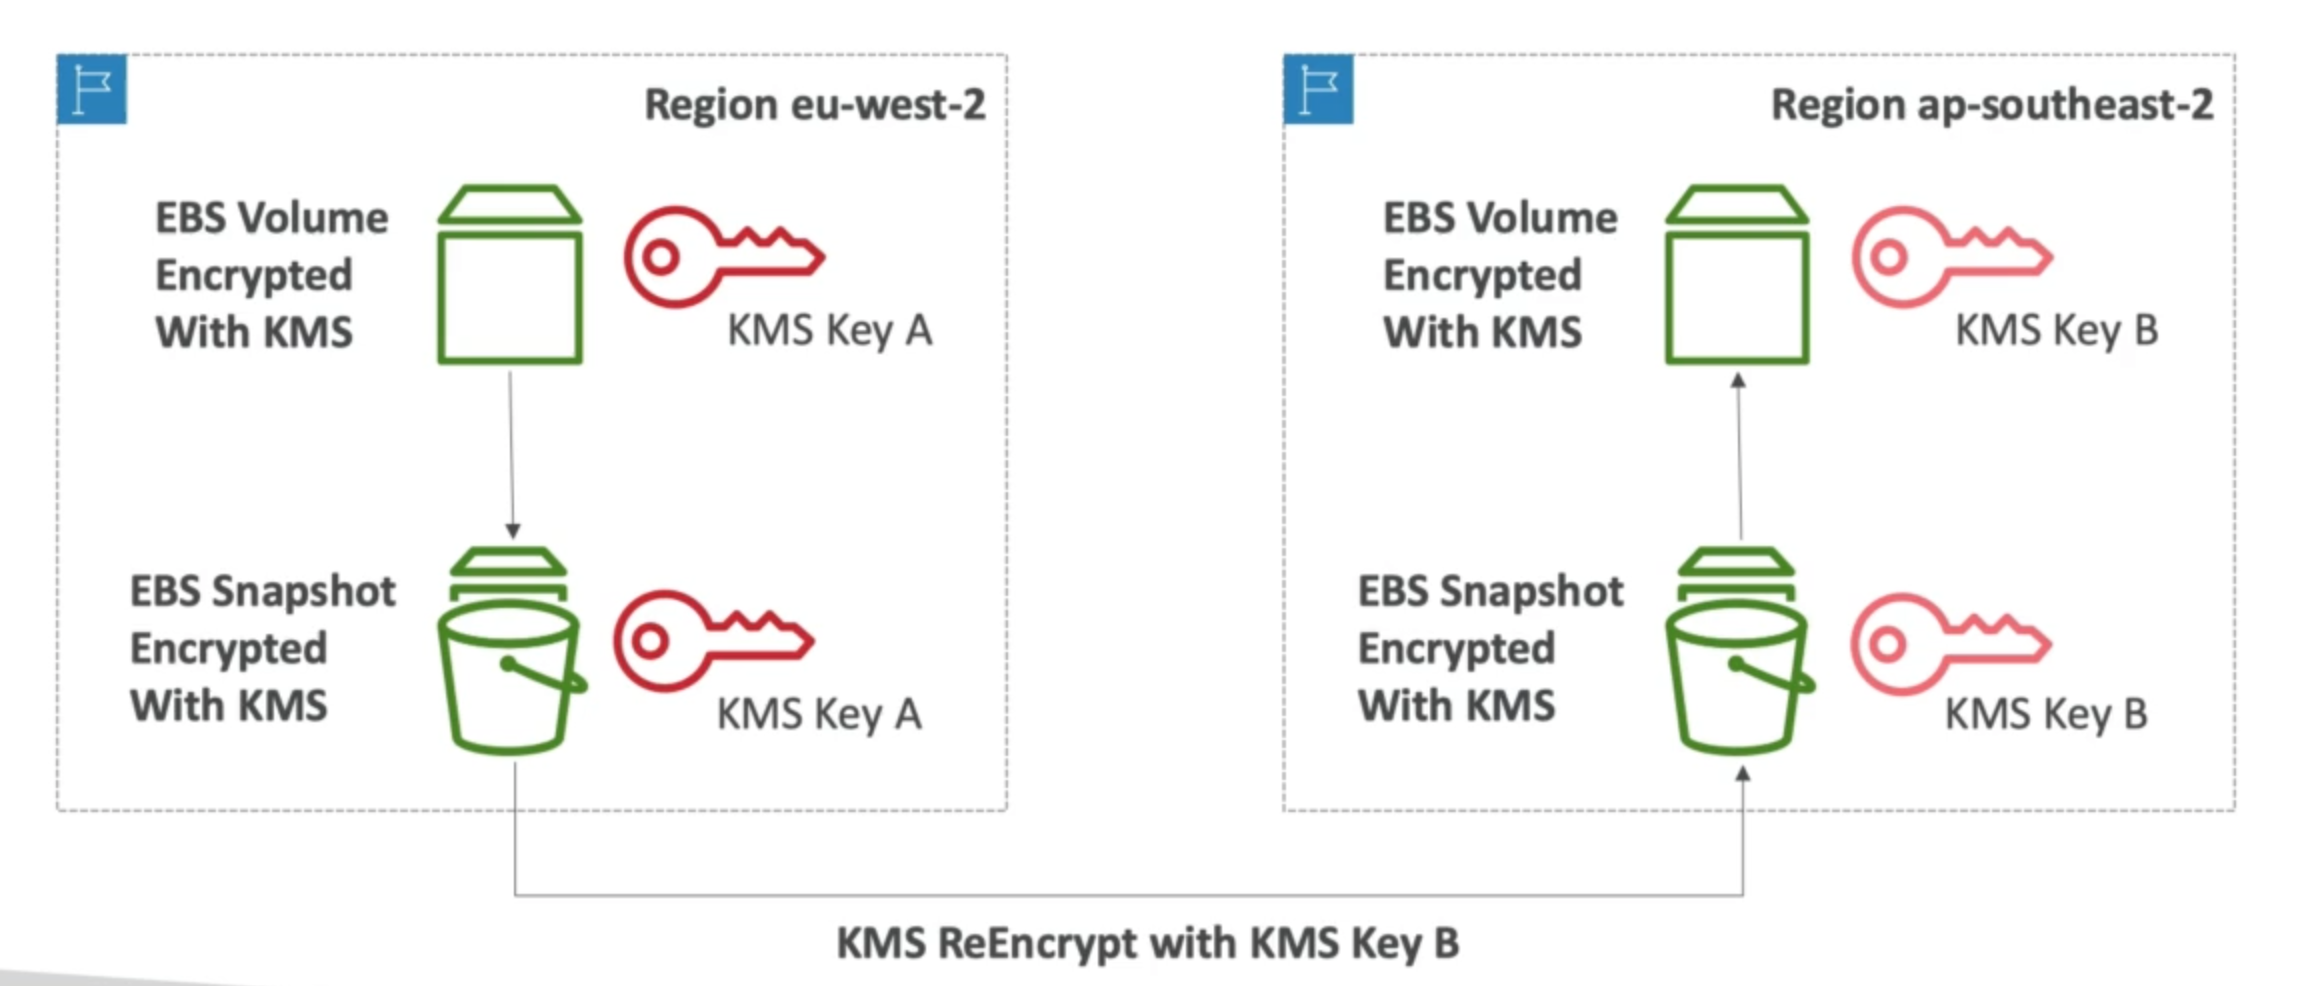 Region eu-west-2
EBS Volume
Encrypted
With KMS
KMS Key A
EBS Snapshot
Encrypted
With KMS
KMS Key A
Region ap-southeast-2
EBS Volume
Encrypted
With KMS
KMS Key B
EBS Snapshot
Encrypted
With KMS
KMS Key B
KMS ReEncrypt with KMS Key B